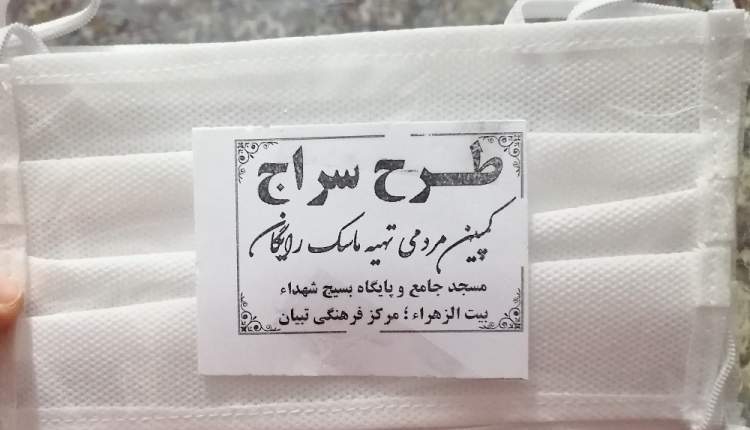 طرح سراج
کمپین مردمی تهیه ماسک رایگان
مسجد جامع و پایگاه بسیج شهداء
بیت الزهراء؛ مرکز فرهنگی تبیان